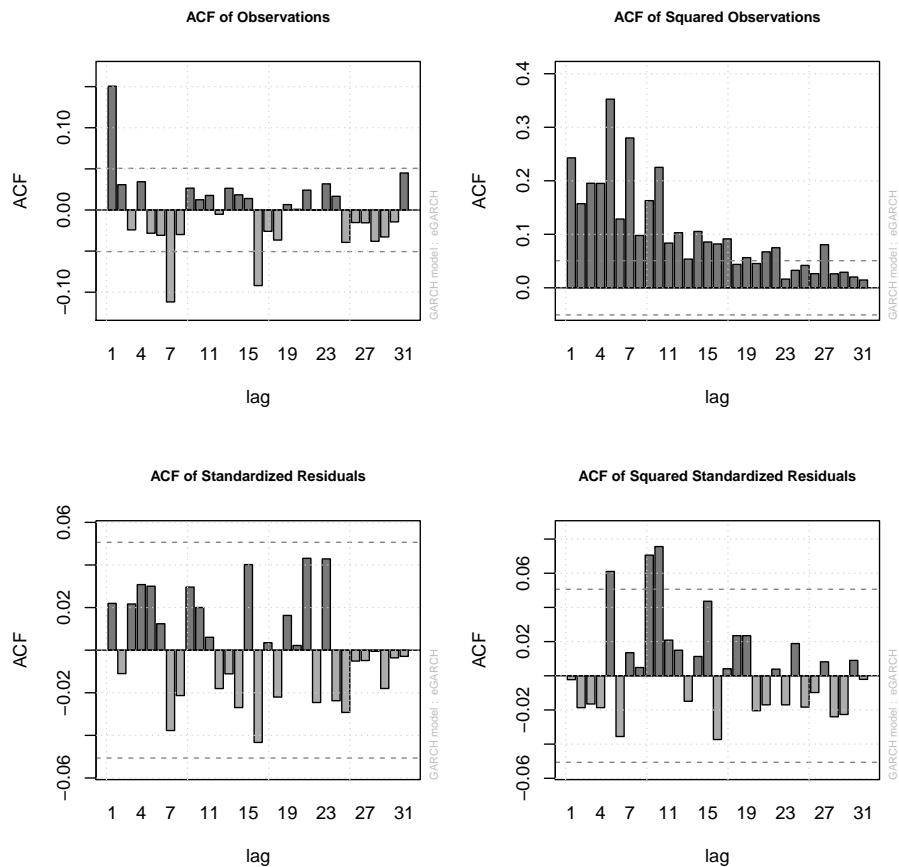 ACF of Observations
ACF
0.10
0.00
−0.10
1 4 7 11 15 19 23 27 31
lag
GARCH model : eGARCH
ACF of Squared Observations
ACF
0.4
0.3
0.2
0.1
0.0
1 4 7 11 15 19 23 27 31
lag
GARCH model : eGARCH
ACF of Standardized Residuals
ACF
0.06
0.02
−0.02
−0.06
1 4 7 11 15 19 23 27 31
lag
GARCH model : eGARCH
ACF of Squared Standardized Residuals
ACF
0.06
0.02
−0.02
−0.06
1 4 7 11 15 19 23 27 31
lag
GARCH model : eGARCH